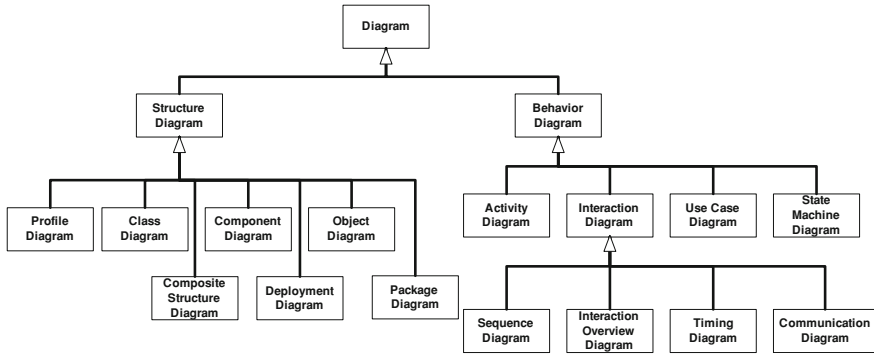 Diagram
Structure
Diagram
Behavior
Diagram
Profile
Diagram
Class
Diagram
Component
Diagram
Object
Diagram
Activity
Diagram
Interaction
Diagram
Use Case
Diagram
State
Machine
Diagram
Composite
Structure
Diagram
Deployment
Diagram
Package
Diagram
Sequence
Diagram
Interaction
Overview
Diagram
Timing
Diagram
Communication
Diagram